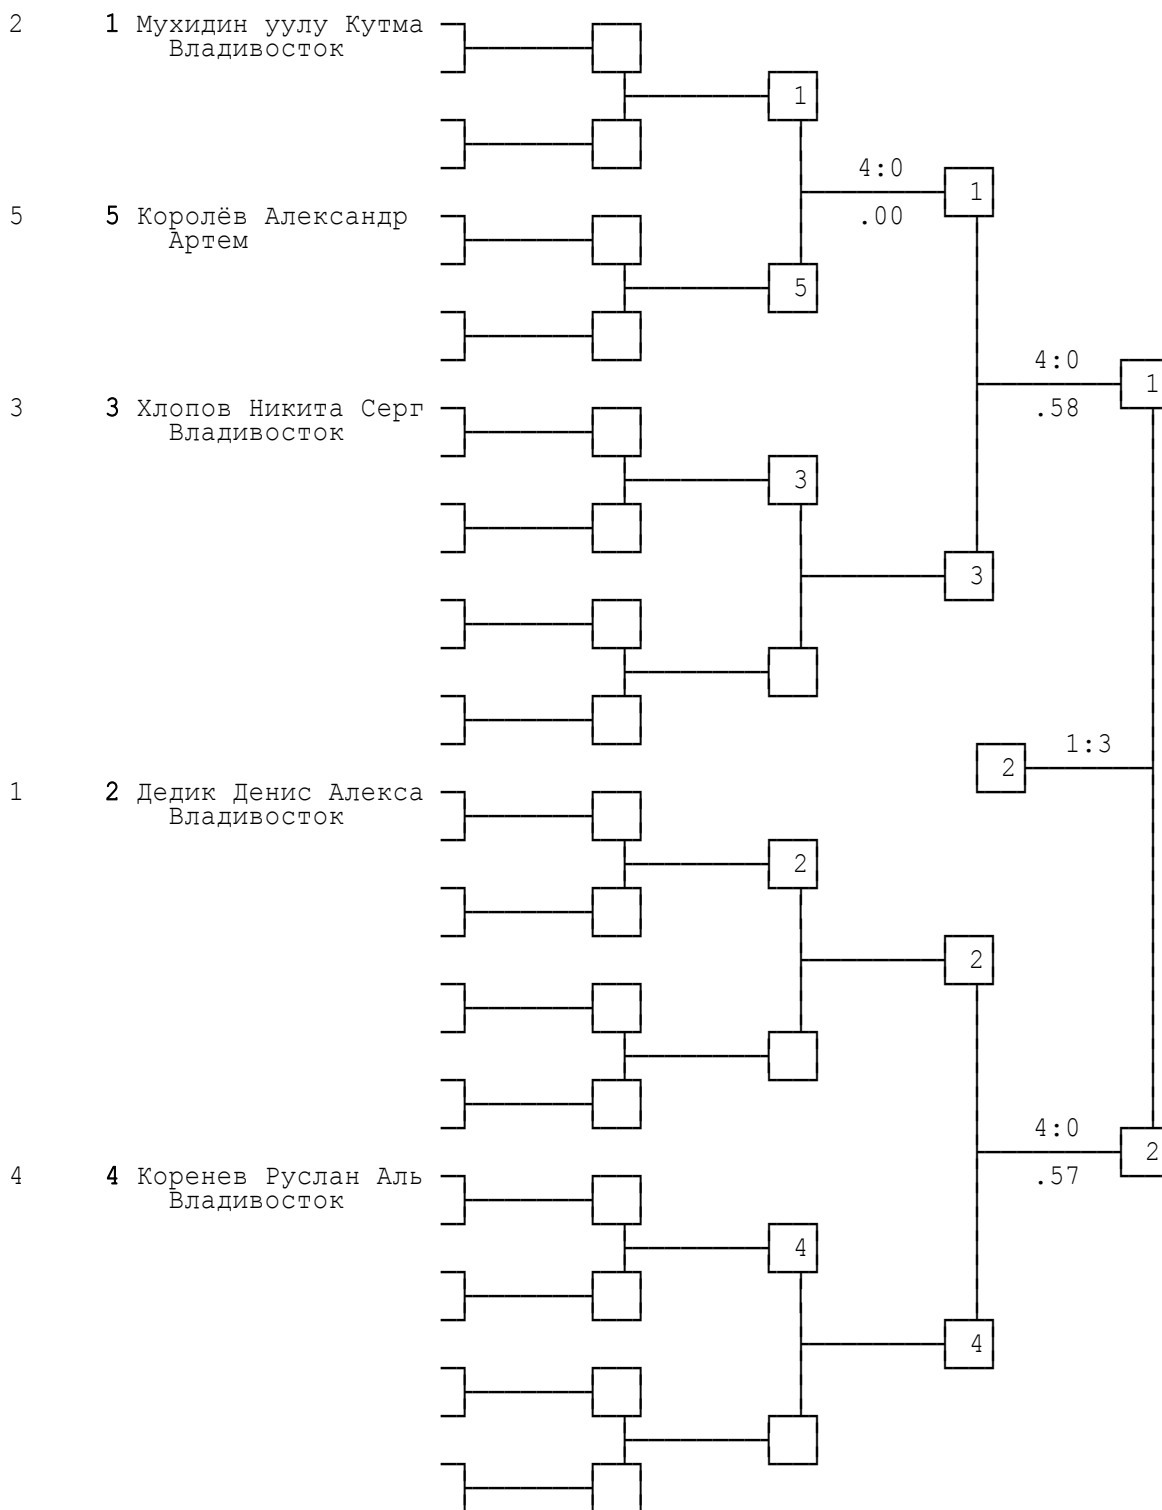 2 1 Мухидин уулу Кутма
Владивосток
1
4:0
1
.00
5 5 Королёв Александр
Артем
5
4:0
1
.58
3 3 Хлопов Никита Серг
Владивосток
3
3
1:3
2
1 2 Дедик Денис Алекса
Владивосток
2
2
4:0
2
.57
4 4 Коренев Руслан Аль
Владивосток
4
4